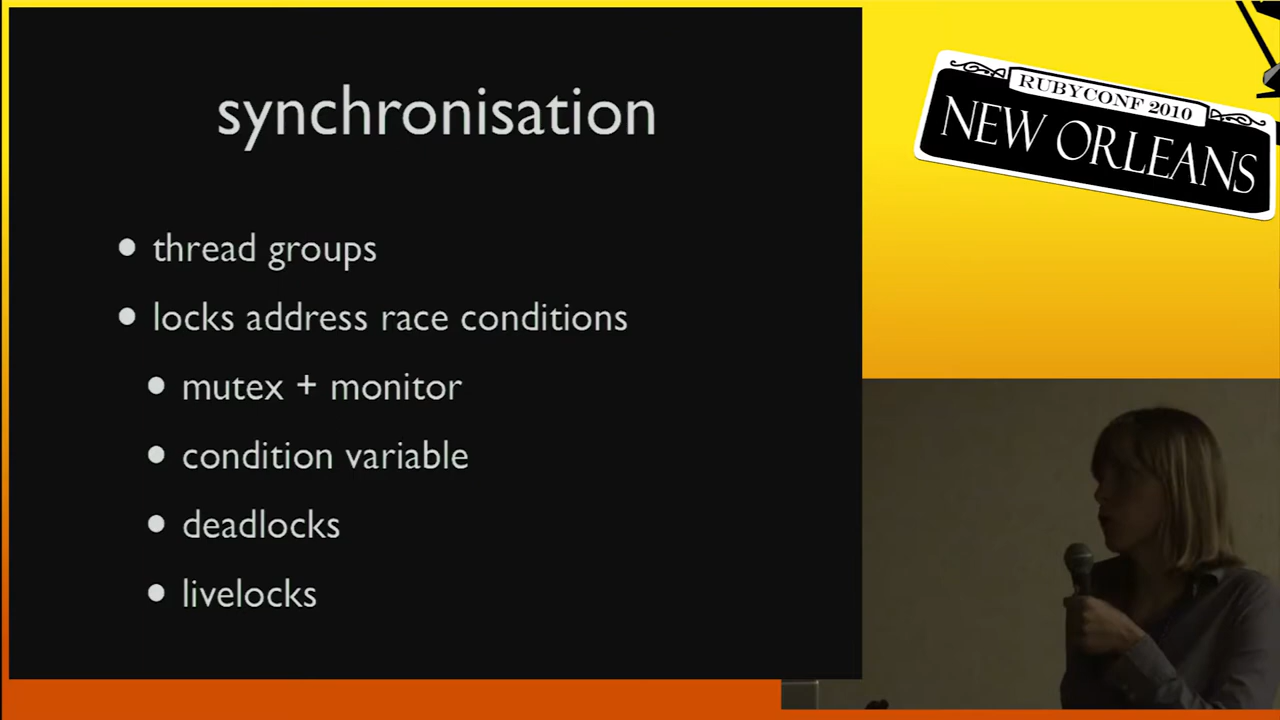 synchronisation
• thread groups
• locks address race conditions
• mutex + monitor
• condition variable
• deadlocks
• livelocks
RUBYCONF 2010
NEW ORLEANS